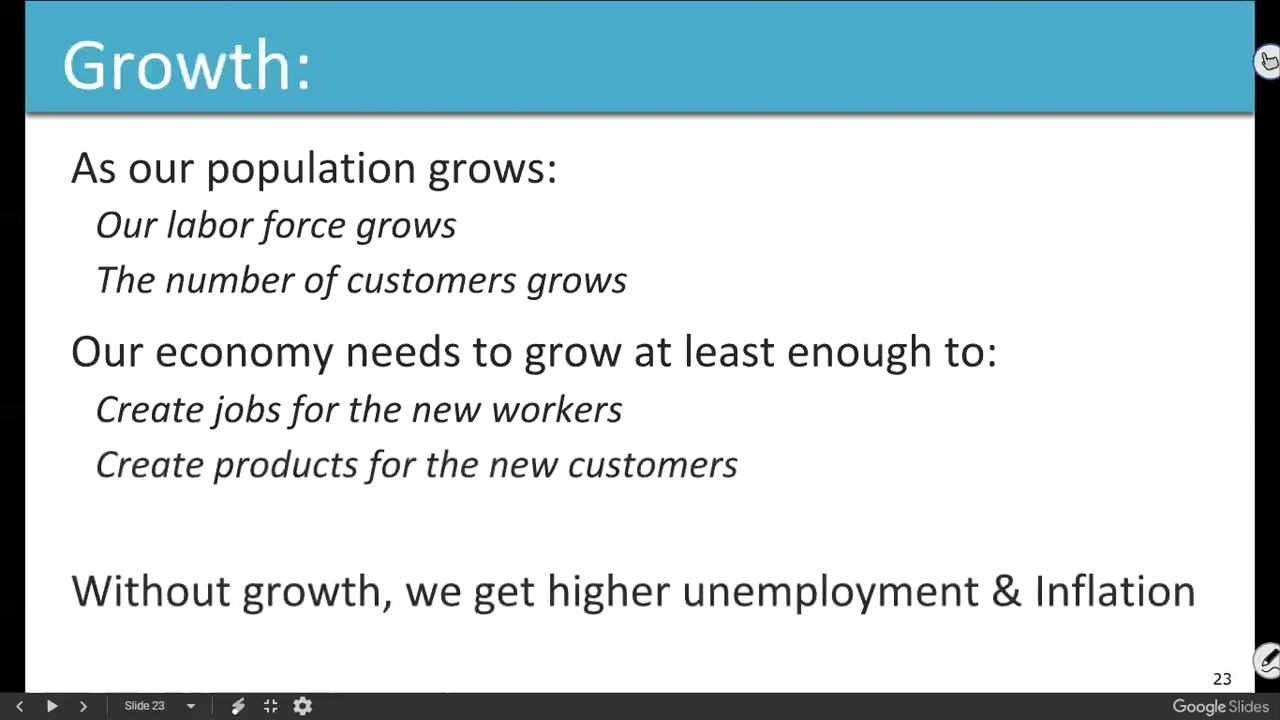 Growth:
As our population grows:
Our labor force grows
The number of customers grows
Our economy needs to grow at least enough to:
Create jobs for the new workers
Create products for the new customers
Without growth, we get higher unemployment & Inflation
23
Slide 23
Google Slides